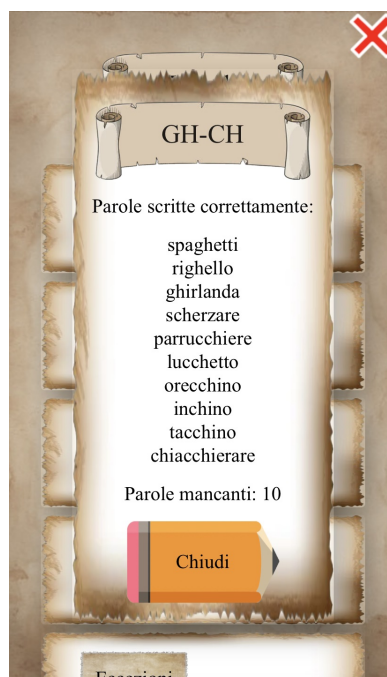 GH-CH
Parole scritte correttamente:
spaghetti
righello
ghirlanda
scherzare
parrucchiere
lucchetto
orecchino
inchino
tacchino
chiacchierare
Parole mancanti: 10
Chiudi